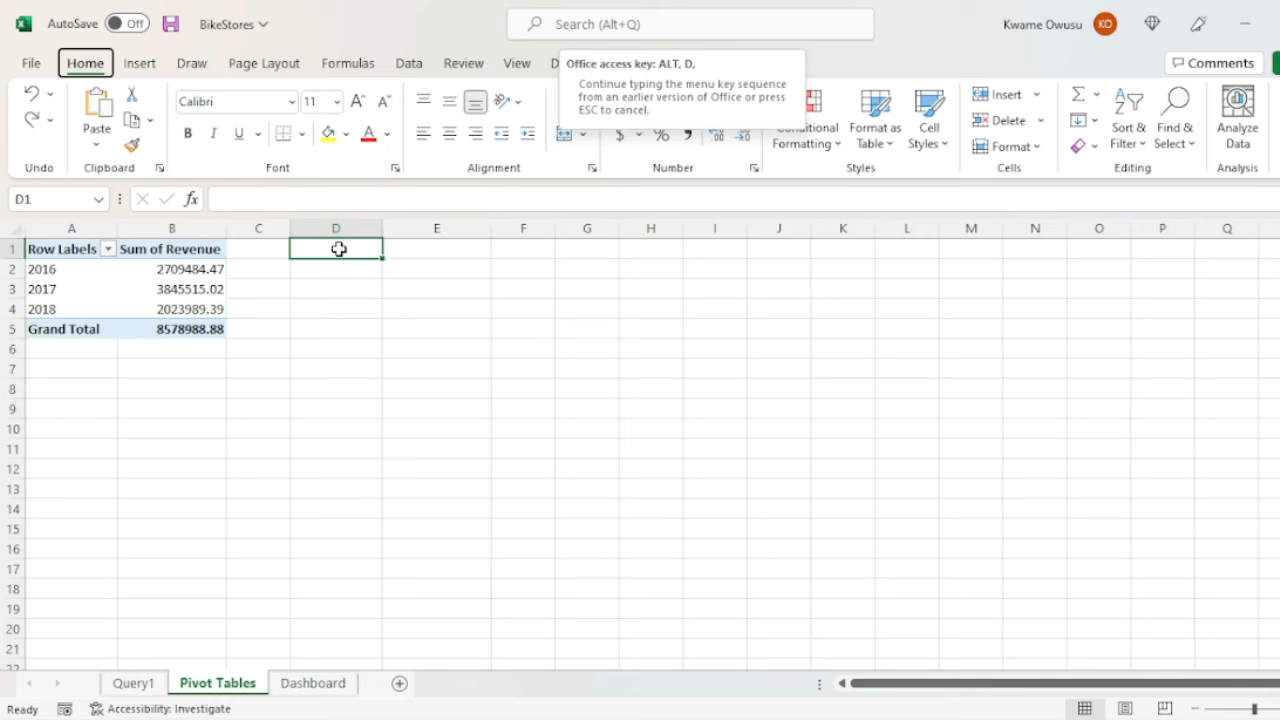 AutoSave Off BikeStores Search (Alt+Q) Kwame Owusu KO
File Home Insert Draw Page Layout Formulas Data Review View D Comments
Office access key: ALT, D,
Continue typing the menu key sequence
from an earlier version of Office or press
ESC to cancel.
Paste Calibri 11 A A B I U A $ % Conditional Formatting Format as Table Cell Styles Insert Delete Format Sort & Filter Find & Select Analyze Data
Undo Clipboard Font Alignment Number Styles Cells Editing Analysis
D1 fx
A B C D E F G H I J K L M N O P Q
1 Row Labels Sum of Revenue
2 2016 2709484.47
3 2017 3845515.02
4 2018 2023989.39
5 Grand Total 8578988.88
6
7
8
9
10
11
12
13
14
15
16
17
18
19
20
21
22
Query1 Pivot Tables Dashboard
Ready Accessibility: Investigate